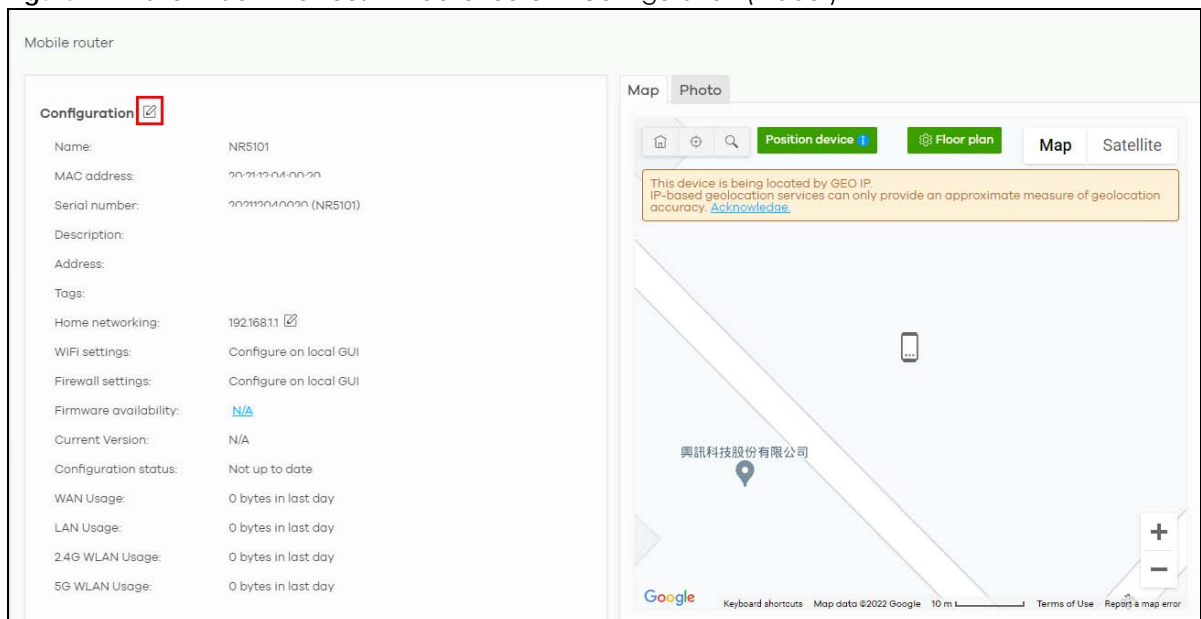 Mobile router
Configuration
Name: NR5101
MAC address:
Serial number: (NR5101)
Description:
Address:
Tags:
Home networking: 192.168.1.1
WiFi settings: Configure on local GUI
Firewall settings: Configure on local GUI
Firmware availability: N/A
Current Version: N/A
Configuration status: Not up to date
WAN Usage: 0 bytes in last day
LAN Usage: 0 bytes in last day
2.4G WLAN Usage: 0 bytes in last day
5G WLAN Usage: 0 bytes in last day
Map Photo
Position device Floor plan Map Satellite
This device is being located by GEO IP.
IP-based geolocation services can only provide an approximate measure of geolocation
accuracy. Acknowledge.
興訊科技股份有限公司
Google Keyboard shortcuts Map data ©2022 Google 10 m Terms of Use Report a map error